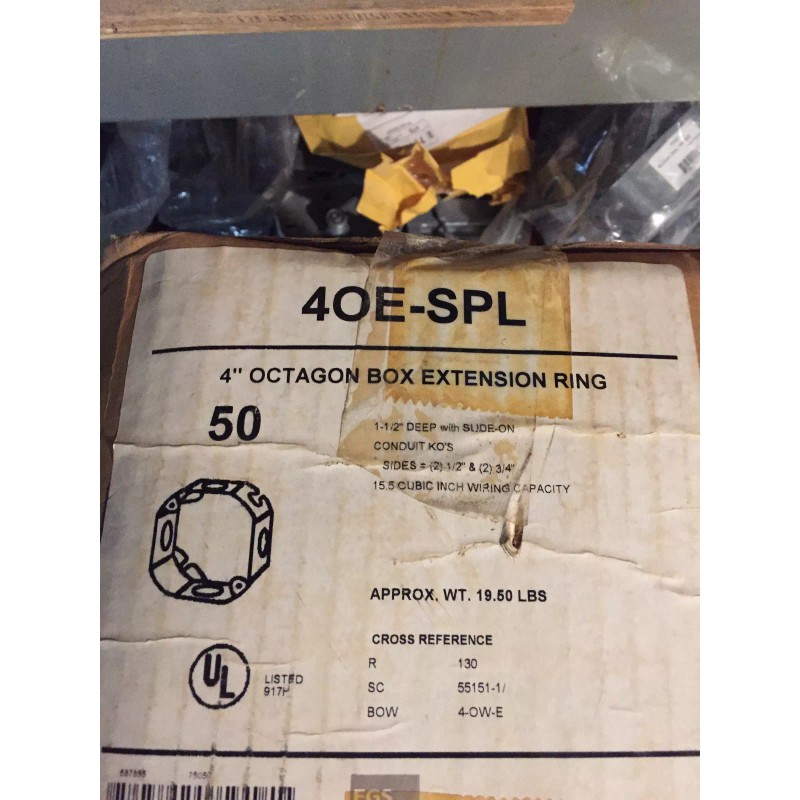 4OE-SPL
4" OCTAGON BOX EXTENSION RING
50
1-1/2" DEEP with SLIDE-ON
CONDUIT KO'S
SIDES = (2) 1/2" & (2) 3/4"
15.5 CUBIC INCH WIRING CAPACITY
APPROX. WT. 19.50 LBS
CROSS REFERENCE
R 130
SC 55151-1/
BOW 4-OW-E
UL
LISTED
917H
EGS